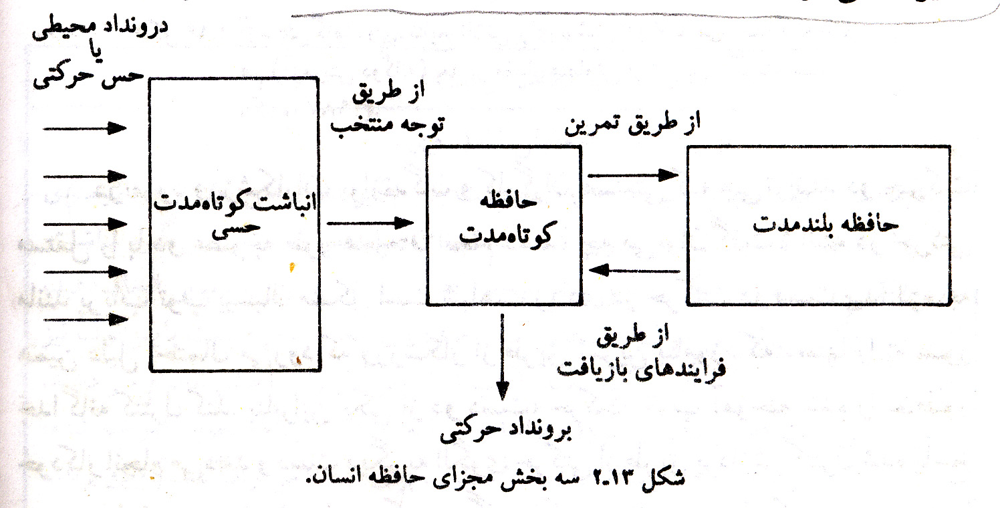 دروندﺍد محیطی
یا
حس حرکتی
از طریق
توجه منتخب
از طریق تمرین
انباشت کوتاه‌مدت
حسی
حافظه
کوتاه‌مدت
حافظه بلندمدت
از طریق
فرایندهای بازیافت
برونداد حرکتی
شکل ۲ـ۱۳ سه بخش مجزای حافظه انسان.